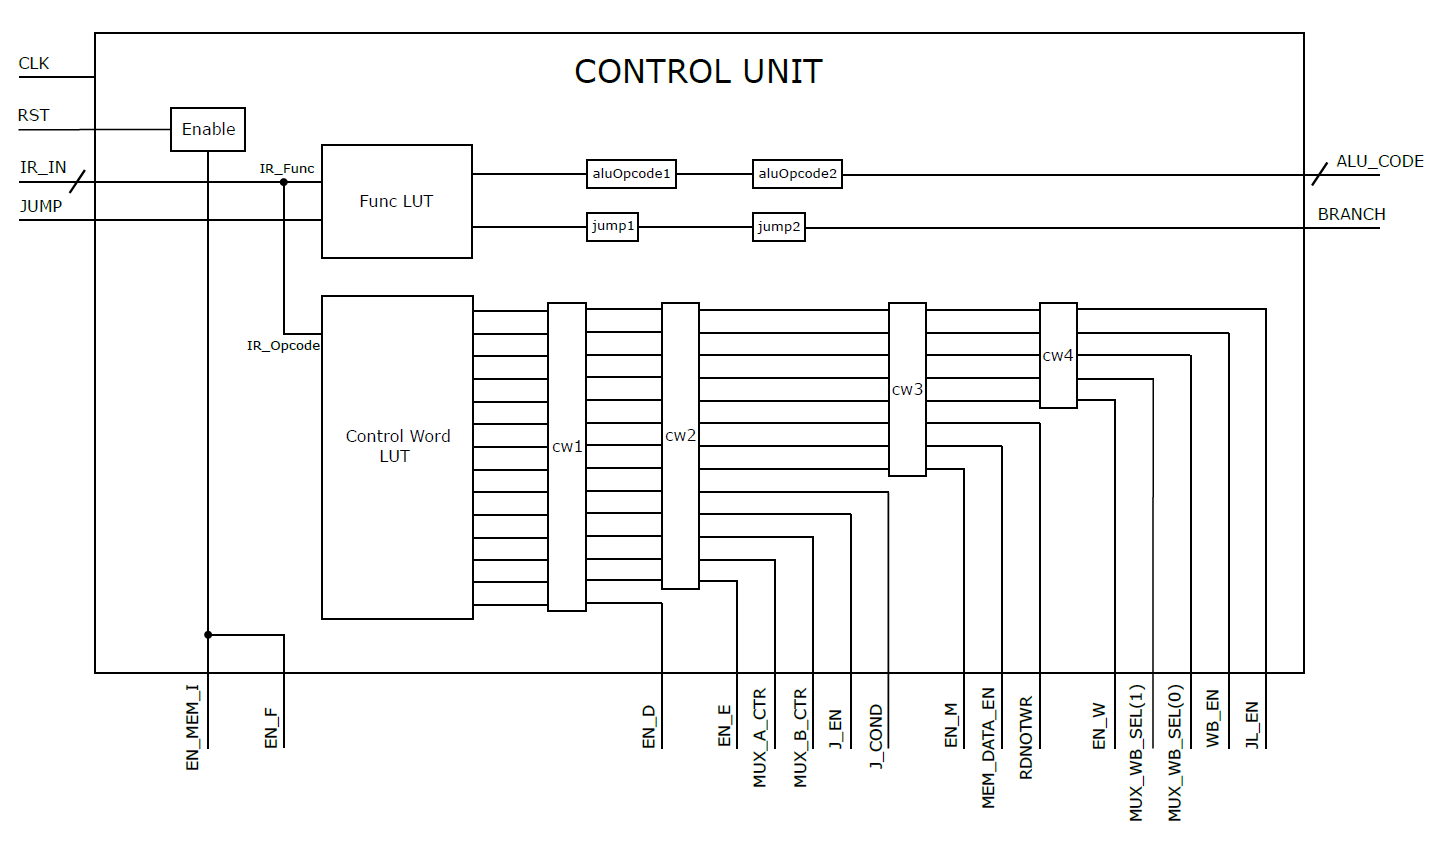 CONTROL UNIT
CLK
RST
Enable
IR_IN
IR_Func
JUMP
Func LUT
aluOpcode1
aluOpcode2
ALU_CODE
jump1
jump2
BRANCH
IR_Opcode
Control Word
LUT
cw1
cw2
cw3
cw4
EN_MEM_I
EN_F
EN_D
EN_E
MUX_A_CTR
MUX_B_CTR
J_EN
J_COND
EN_M
MEM_DATA_EN
RDNOTWR
EN_W
MUX_WB_SEL(1)
MUX_WB_SEL(0)
WB_EN
JL_EN